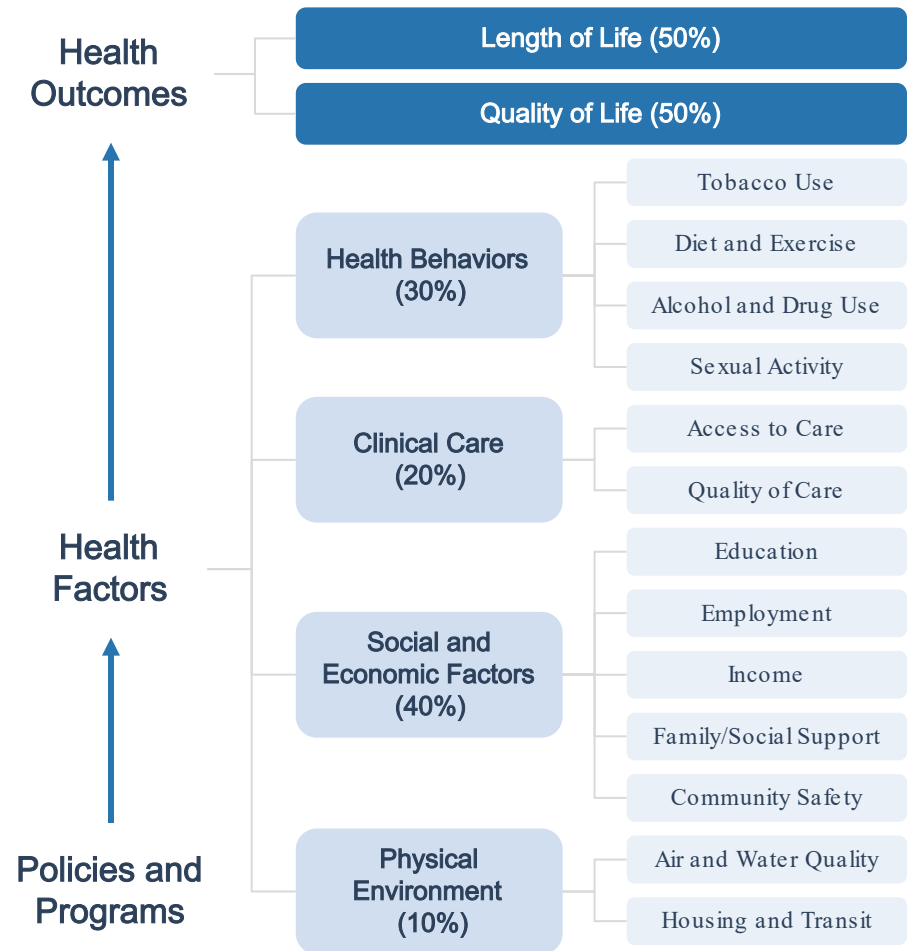 Health
Outcomes
Length of Life (50%)
Quality of Life (50%)
Health
Factors
Health Behaviors
(30%)
Tobacco Use
Diet and Exercise
Alcohol and Drug Use
Sexual Activity
Clinical Care
(20%)
Access to Care
Quality of Care
Social and
Economic Factors
(40%)
Education
Employment
Income
Family/Social Support
Community Safety
Physical
Environment
(10%)
Air and Water Quality
Housing and Transit
Policies and
Programs